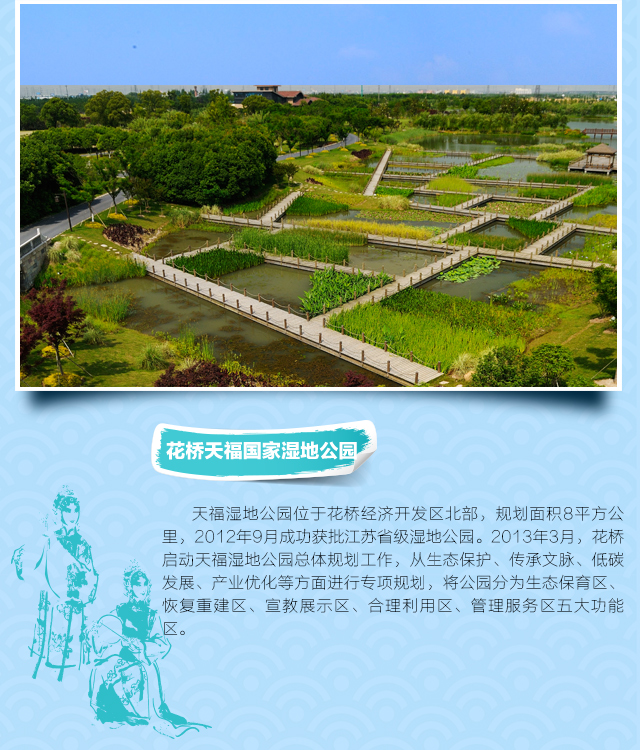 花桥天福国家湿地公园
天福湿地公园位于花桥经济开发区北部，规划面积8平方公
里，2012年9月成功获批江苏省级湿地公园。2013年3月，花桥
启动天福湿地公园总体规划工作，从生态保护、传承文脉、低碳
发展、产业优化等方面进行专项规划，将公园分为生态保育区、
恢复重建区、宣教展示区、合理利用区、管理服务区五大功能
区。